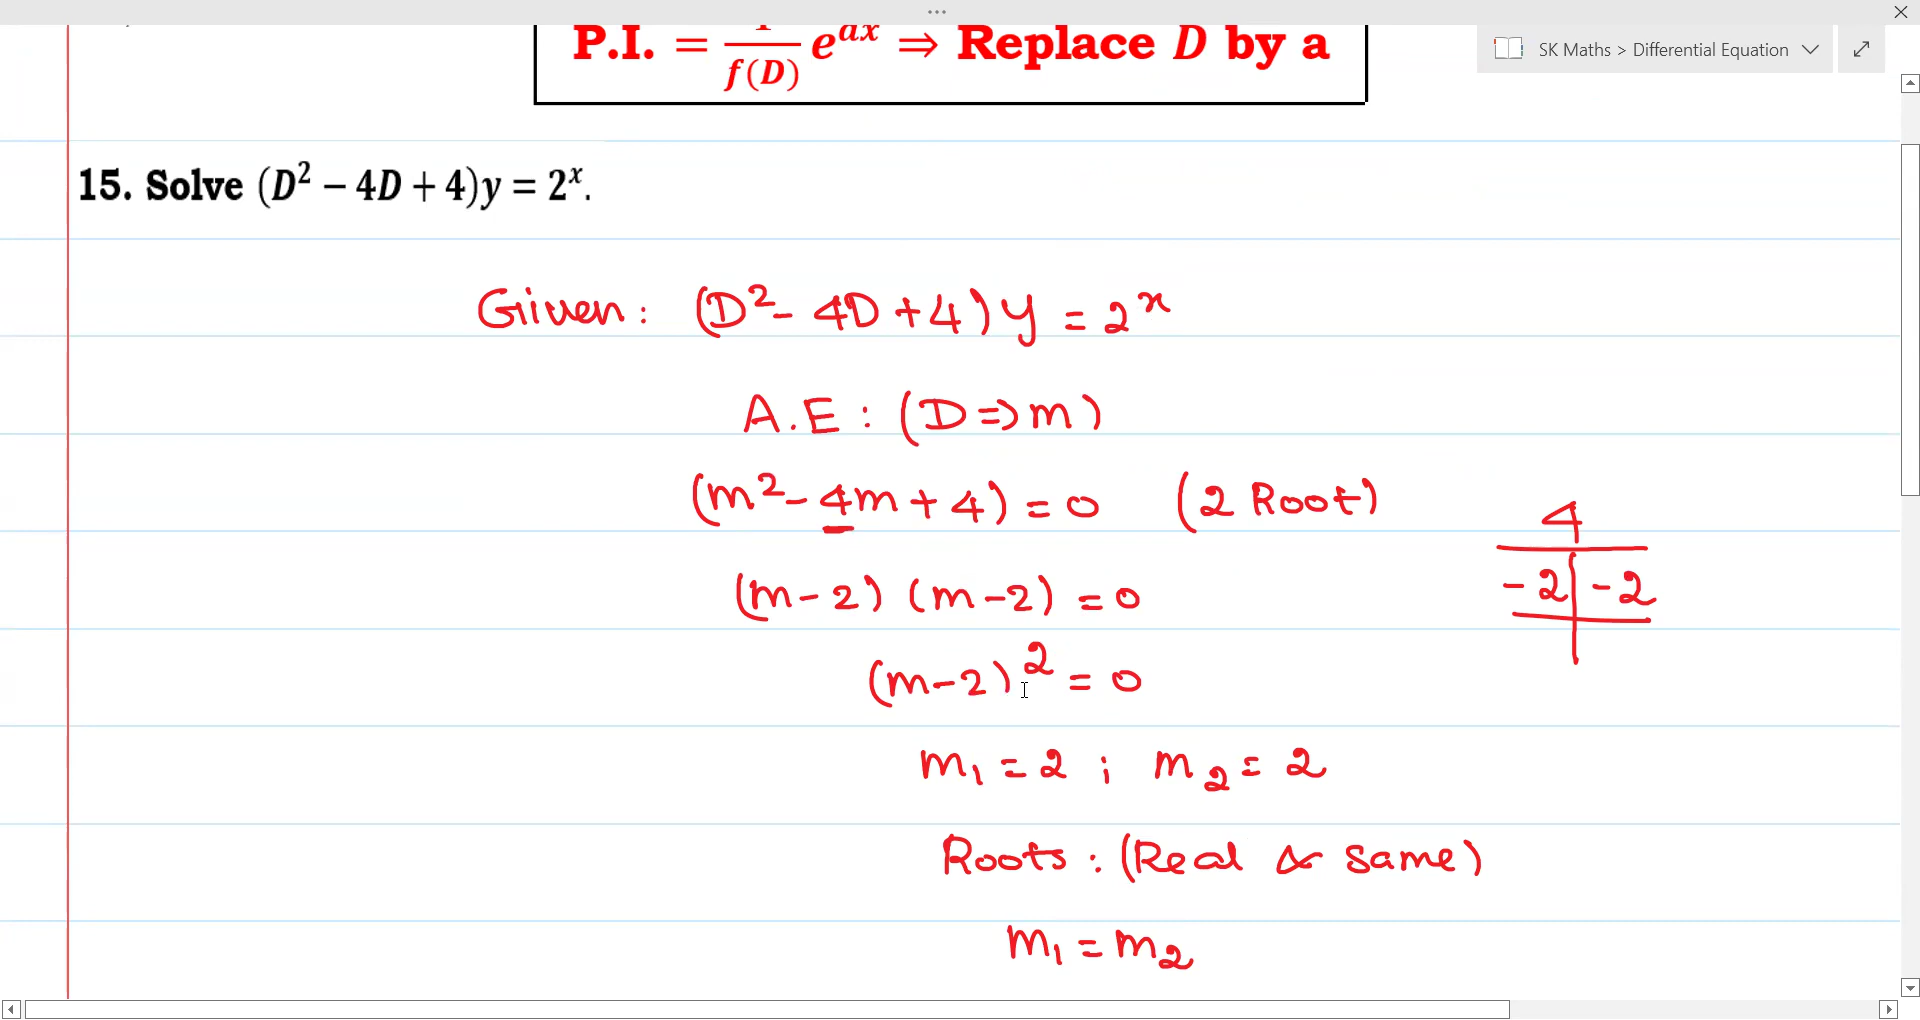 P.I. = 1/f(D) e^{ax} ⇒ Replace D by a
SK Maths > Differential Equation
15. Solve (D² − 4D + 4)y = 2ˣ.
Given: (D² - 4D + 4) y = 2ˣ
A.E : (D => m)
(m² - 4m + 4) = 0 (2 Root)
4
-2 | -2
(m-2) (m-2) = 0
(m-2)² = 0
m₁ = 2 ; m₂ = 2
Roots : (Real & Same)
m₁ = m₂